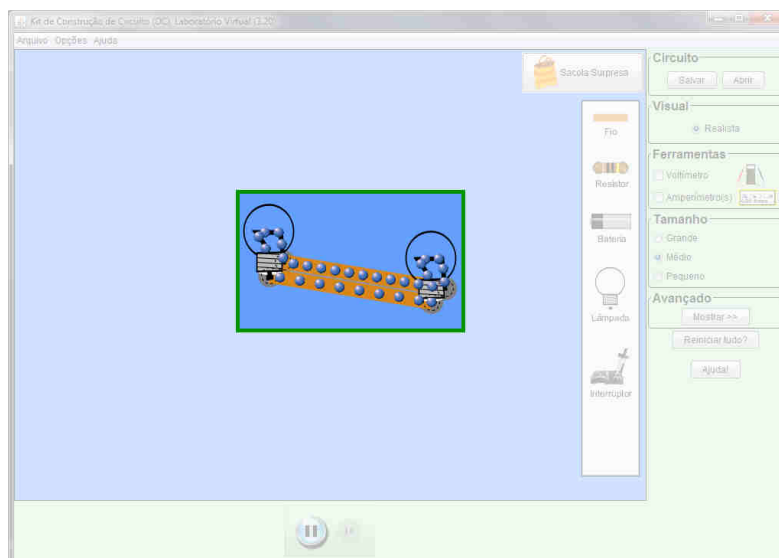 Kit de Construção de Circuito (DC), Laboratório Virtual (3.20)
Arquivo Opções Ajuda
Sacola Surpresa
Fio
Resistor
Bateria
Lâmpada
Interruptor
Circuito
Salvar Abrir
Visual
Realista
Ferramentas
Voltímetro
Amperímetro(s)
Tamanho
Grande
Médio
Pequeno
Avançado
Mostrar >>
Reiniciar tudo?
Ajuda!